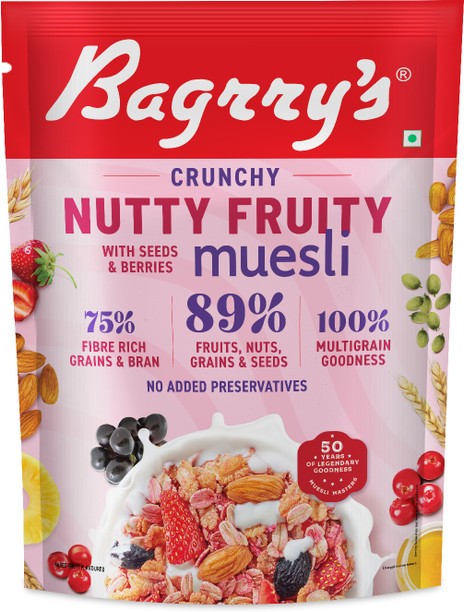 Bagrry's®
CRUNCHY
NUTTY FRUITY
WITH SEEDS
& BERRIES
muesli
75%
FIBRE RICH
GRAINS & BRAN
89%
FRUITS, NUTS,
GRAINS & SEEDS
100%
MULTIGRAIN
GOODNESS
NO ADDED PRESERVATIVES
50
YEARS
OF LEGENDARY
GOODNESS
MUESLI MASTERS